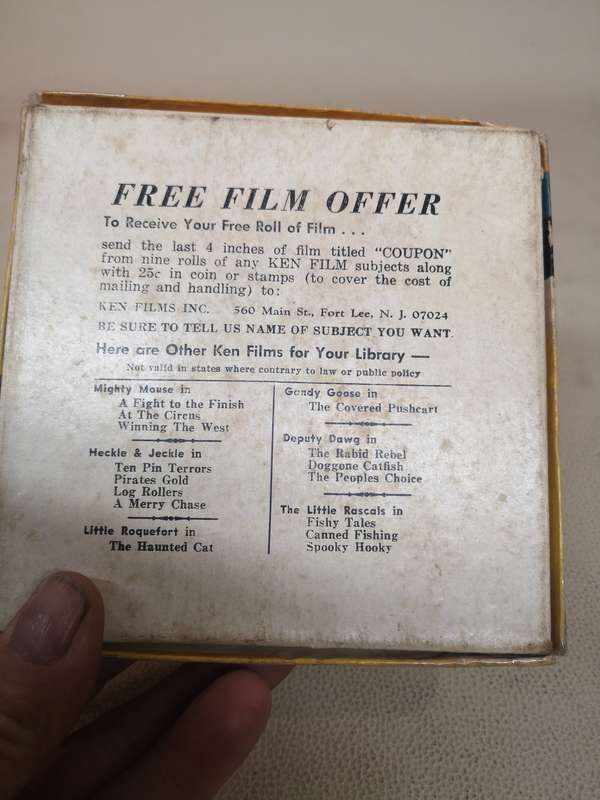 FREE FILM OFFER
To Receive Your Free Roll of Film . . .
send the last 4 inches of film titled "COUPON"
from nine rolls of any KEN FILM subjects along
with 25c in coin or stamps (to cover the cost of
mailing and handling) to:
KEN FILMS INC. 560 Main St., Fort Lee, N. J. 07024
BE SURE TO TELL US NAME OF SUBJECT YOU WANT.
Here are Other Ken Films for Your Library —
Not valid in states where contrary to law or public policy
Mighty Mouse in
A Fight to the Finish
At The Circus
Winning The West
Heckle & Jeckle in
Ten Pin Terrors
Pirates Gold
Log Rollers
A Merry Chase
Little Roquefort in
The Haunted Cat
Gandy Goose in
The Covered Pushcart
Deputy Dawg in
The Rabid Rebel
Doggone Catfish
The Peoples Choice
The Little Rascals in
Fishy Tales
Canned Fishing
Spooky Hooky